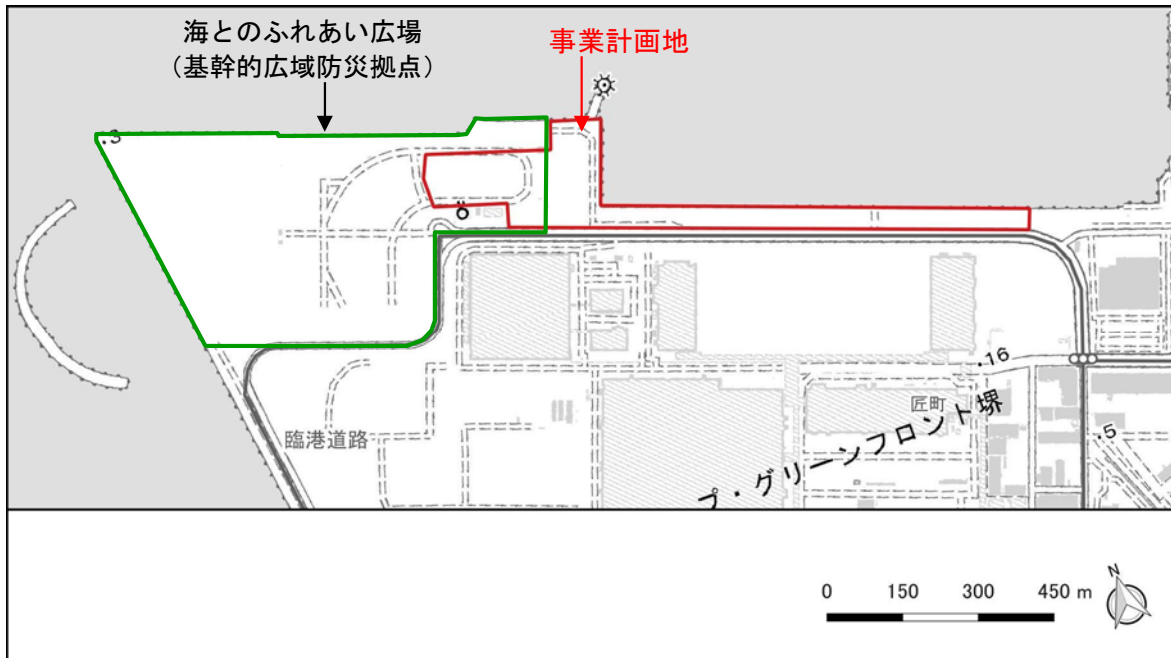 海とのふれあい広場
（基幹的広域防災拠点）
事業計画地
.3
.16
匠町
プ・グリーンフロント堺
.5
臨港道路
N
0 150 300 450 m